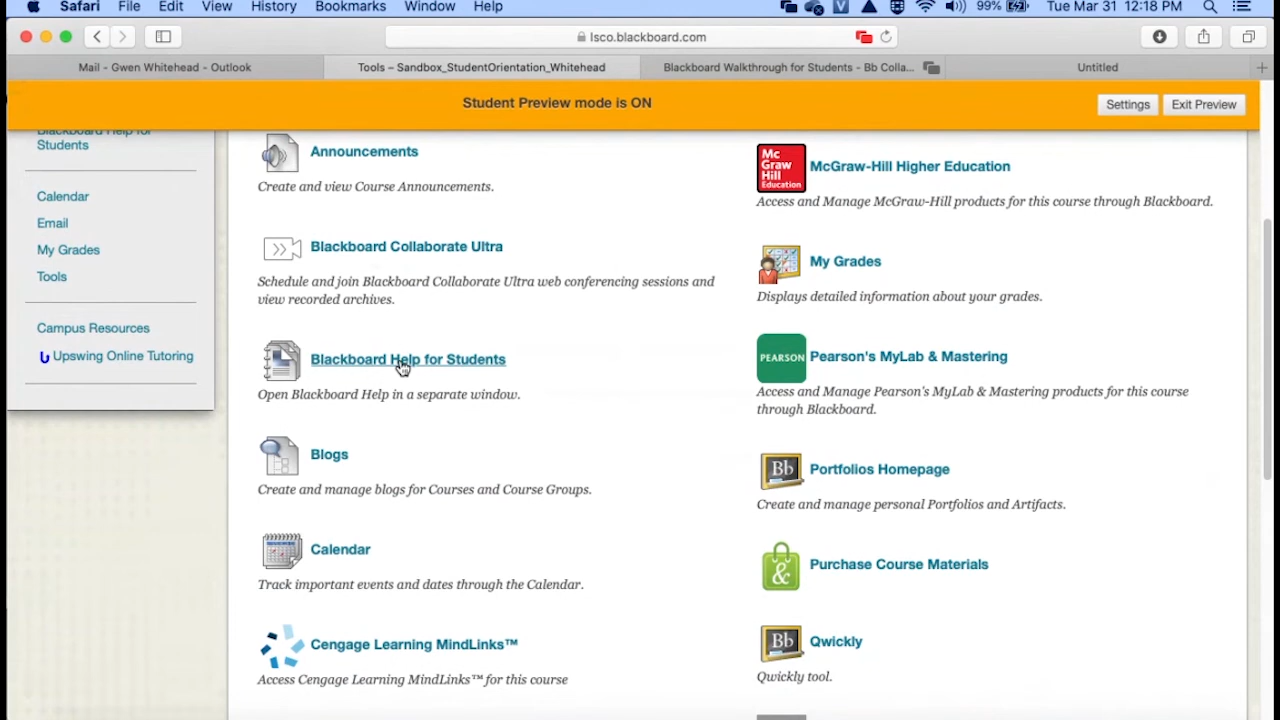 Safari File Edit View History Bookmarks Window Help 99% Tue Mar 31 12:18 PM
lsco.blackboard.com
Mail - Gwen Whitehead - Outlook
Tools – Sandbox_StudentOrientation_Whitehead
Blackboard Walkthrough for Students - Bb Colla...
Untitled
Student Preview mode is ON
Settings
Exit Preview
Blackboard Help for
Students
Calendar
Email
My Grades
Tools
Campus Resources
Upswing Online Tutoring
Announcements
Create and view Course Announcements.
Blackboard Collaborate Ultra
Schedule and join Blackboard Collaborate Ultra web conferencing sessions and
view recorded archives.
Blackboard Help for Students
Open Blackboard Help in a separate window.
Blogs
Create and manage blogs for Courses and Course Groups.
Calendar
Track important events and dates through the Calendar.
Cengage Learning MindLinks™
Access Cengage Learning MindLinks™ for this course
Mc
Graw
Hill
Education
McGraw-Hill Higher Education
Access and Manage McGraw-Hill products for this course through Blackboard.
My Grades
Displays detailed information about your grades.
PEARSON
Pearson's MyLab & Mastering
Access and Manage Pearson's MyLab & Mastering products for this course
through Blackboard.
Bb
Portfolios Homepage
Create and manage personal Portfolios and Artifacts.
&
Purchase Course Materials
Bb
Qwickly
Qwickly tool.